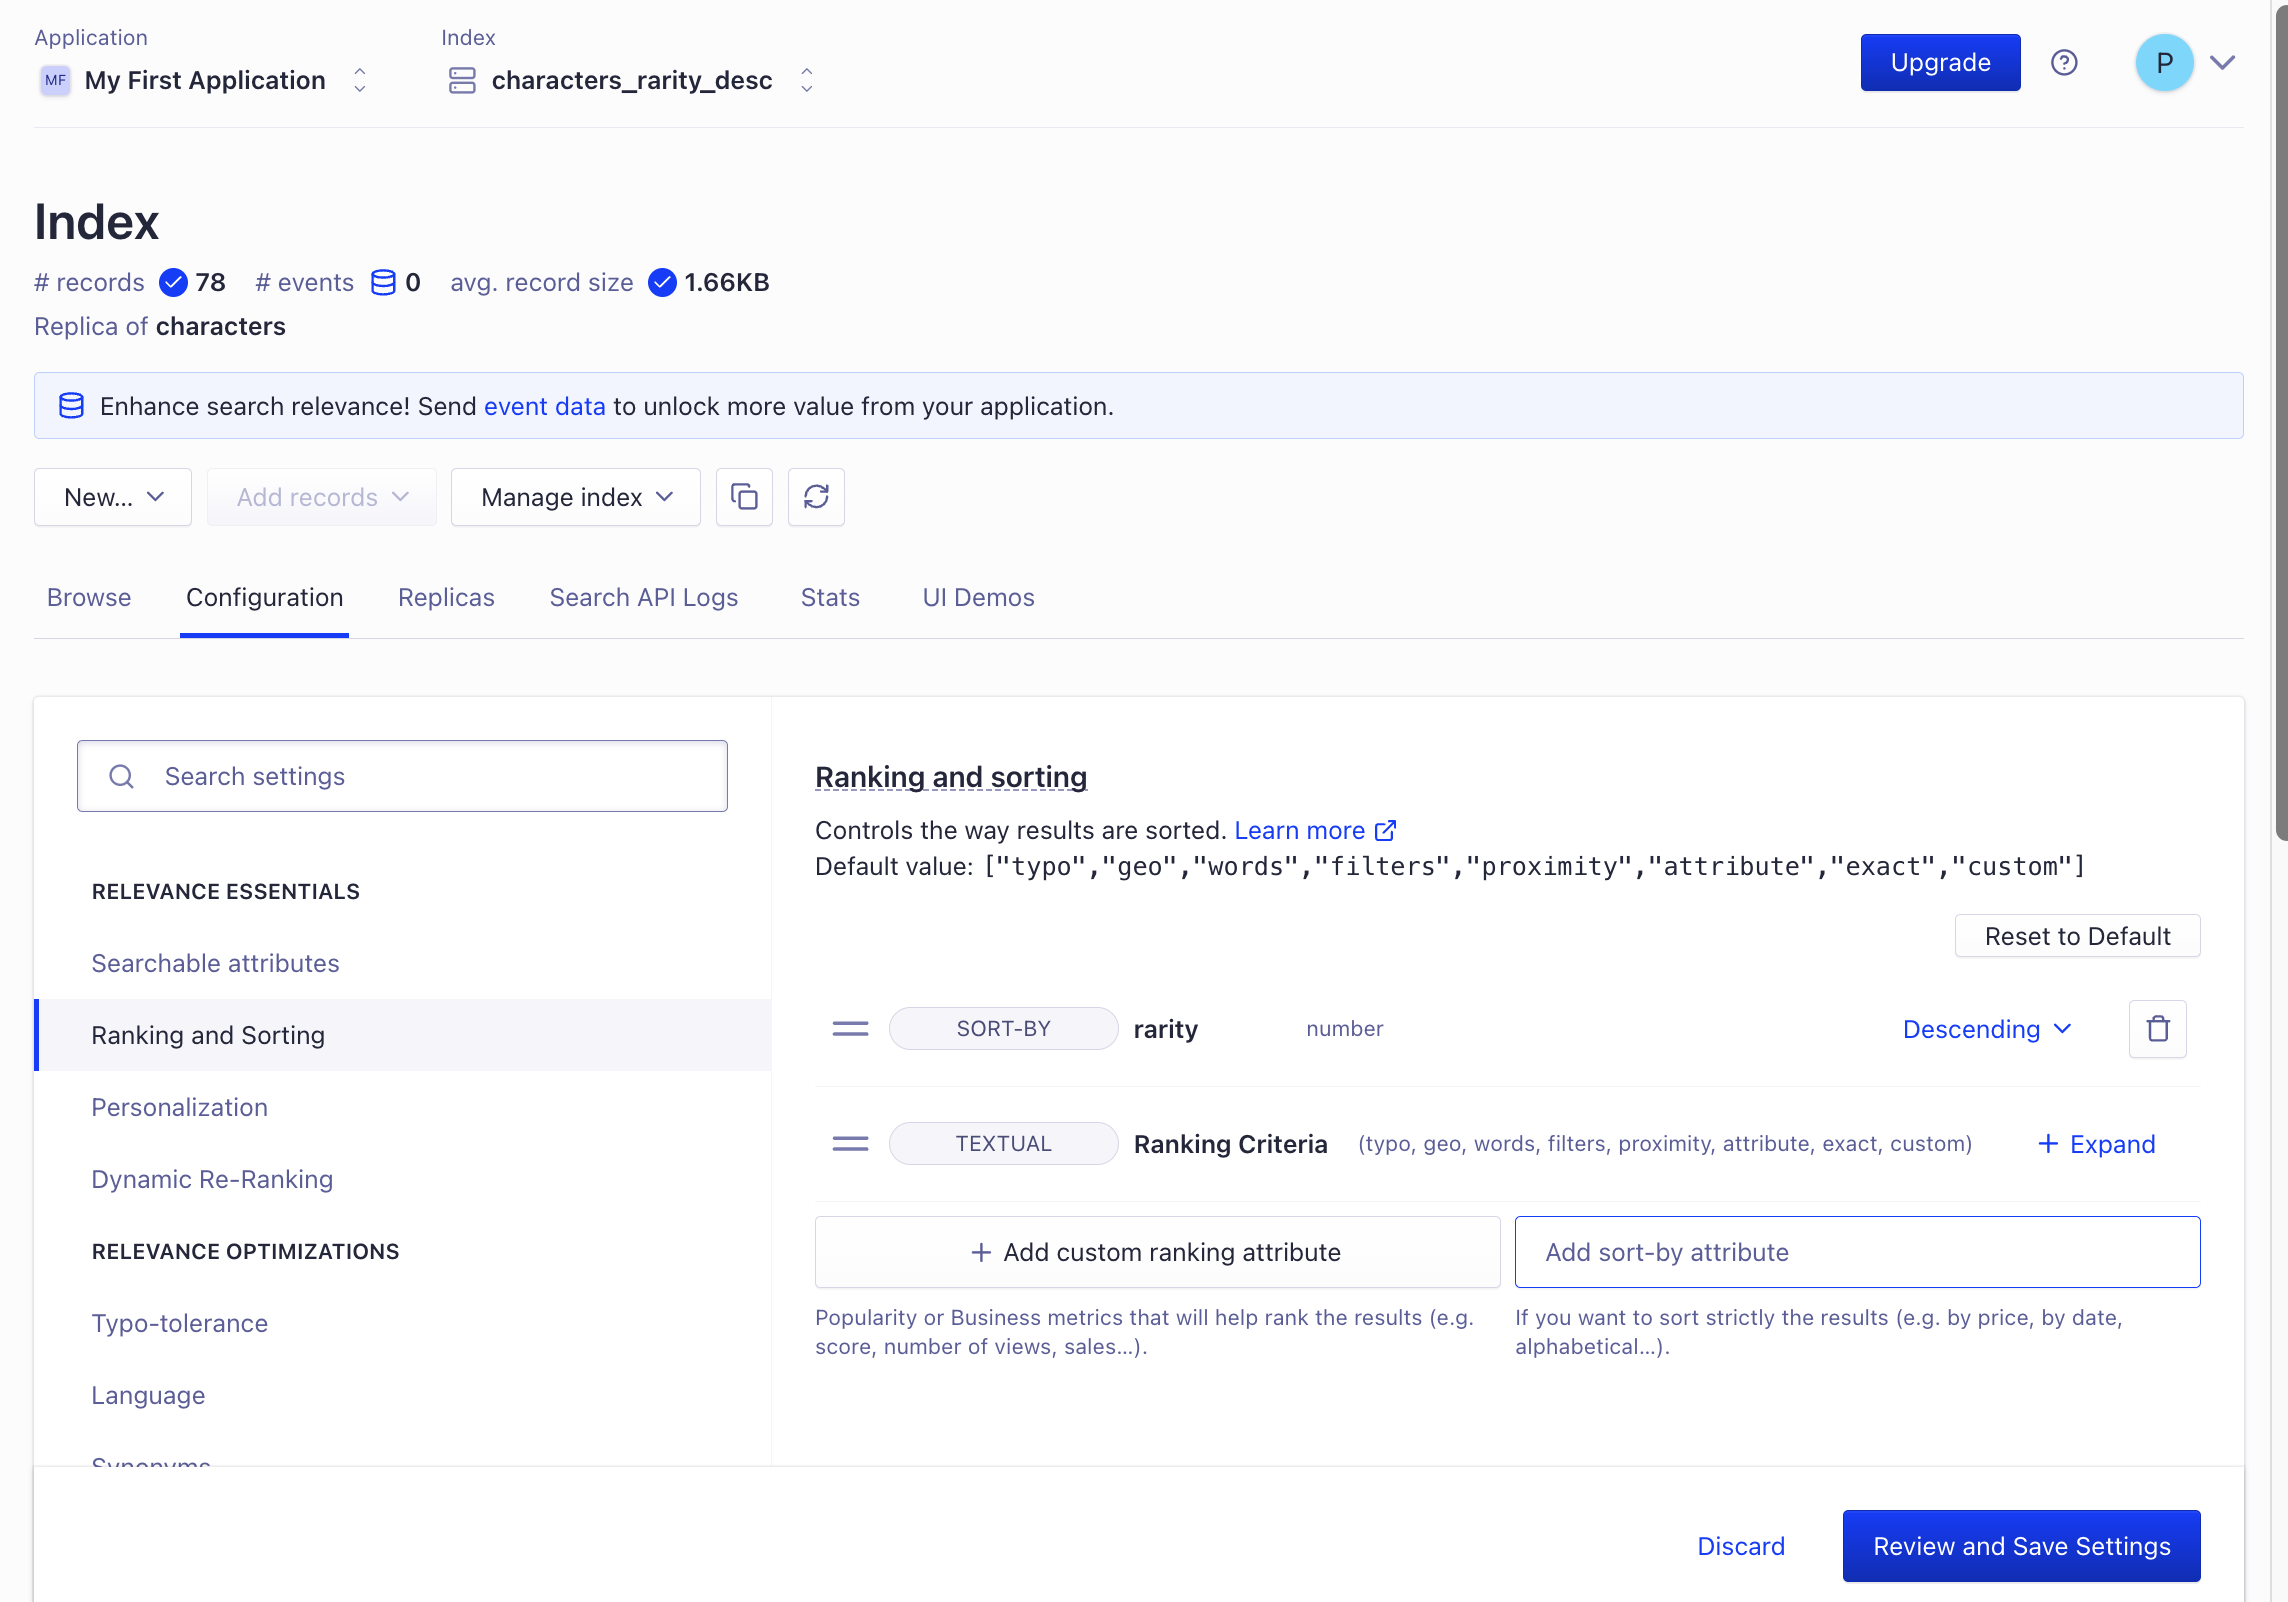 Application
Index
MF My First Application
characters_rarity_desc
Upgrade
P
Index
# records 78 # events 0 avg. record size 1.66KB
Replica of characters
Enhance search relevance! Send event data to unlock more value from your application.
New...
Add records
Manage index
Browse
Configuration
Replicas
Search API Logs
Stats
UI Demos
Search settings
RELEVANCE ESSENTIALS
Searchable attributes
Ranking and Sorting
Personalization
Dynamic Re-Ranking
RELEVANCE OPTIMIZATIONS
Typo-tolerance
Language
Synonyms
Ranking and sorting
Controls the way results are sorted. Learn more
Default value: ["typo","geo","words","filters","proximity","attribute","exact","custom"]
Reset to Default
SORT-BY rarity number Descending
TEXTUAL Ranking Criteria (typo, geo, words, filters, proximity, attribute, exact, custom) + Expand
+ Add custom ranking attribute
Popularity or Business metrics that will help rank the results (e.g.
score, number of views, sales...).
Add sort-by attribute
If you want to sort strictly the results (e.g. by price, by date,
alphabetical...).
Discard
Review and Save Settings